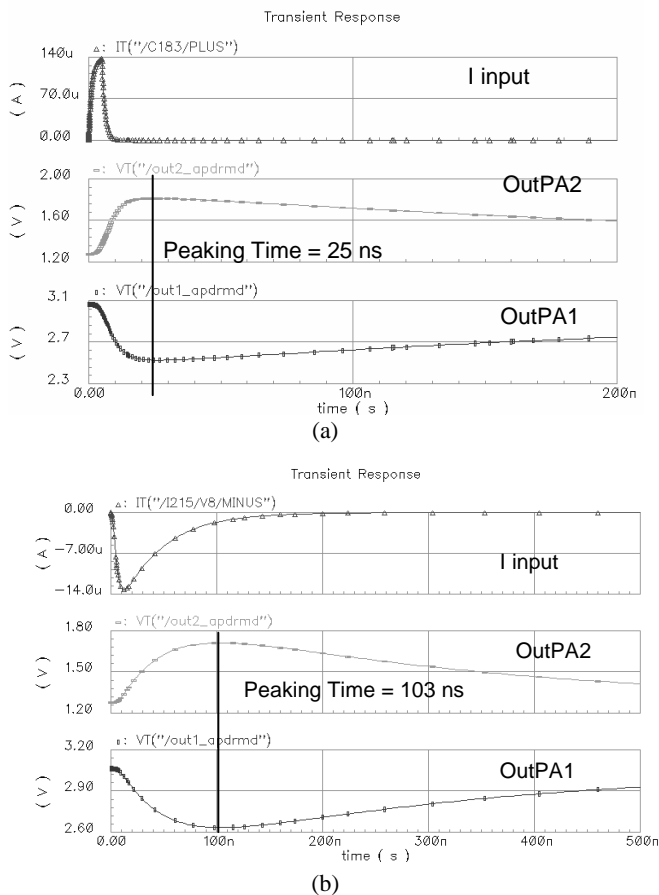 Transient Response
▵: IT("/C183/PLUS")
140u
70.0u
0.00
( A )
I input
▫: VT("/out2_apdrmd")
2.00
1.60
1.20
( V )
OutPA2
Peaking Time = 25 ns
▫: VT("/out1_apdrmd")
3.1
2.7
2.3
( V )
OutPA1
0.00 100n 200n
time ( s )
(a)
Transient Response
▵: IT("/I215/V8/MINUS")
0.00
-7.00u
-14.0u
( A )
I input
▫: VT("/out2_apdrmd")
1.80
1.50
1.20
( V )
OutPA2
Peaking Time = 103 ns
▫: VT("/out1_apdrmd")
3.20
2.90
2.60
( V )
OutPA1
0.00 100n 200n 300n 400n 500n
time ( s )
(b)